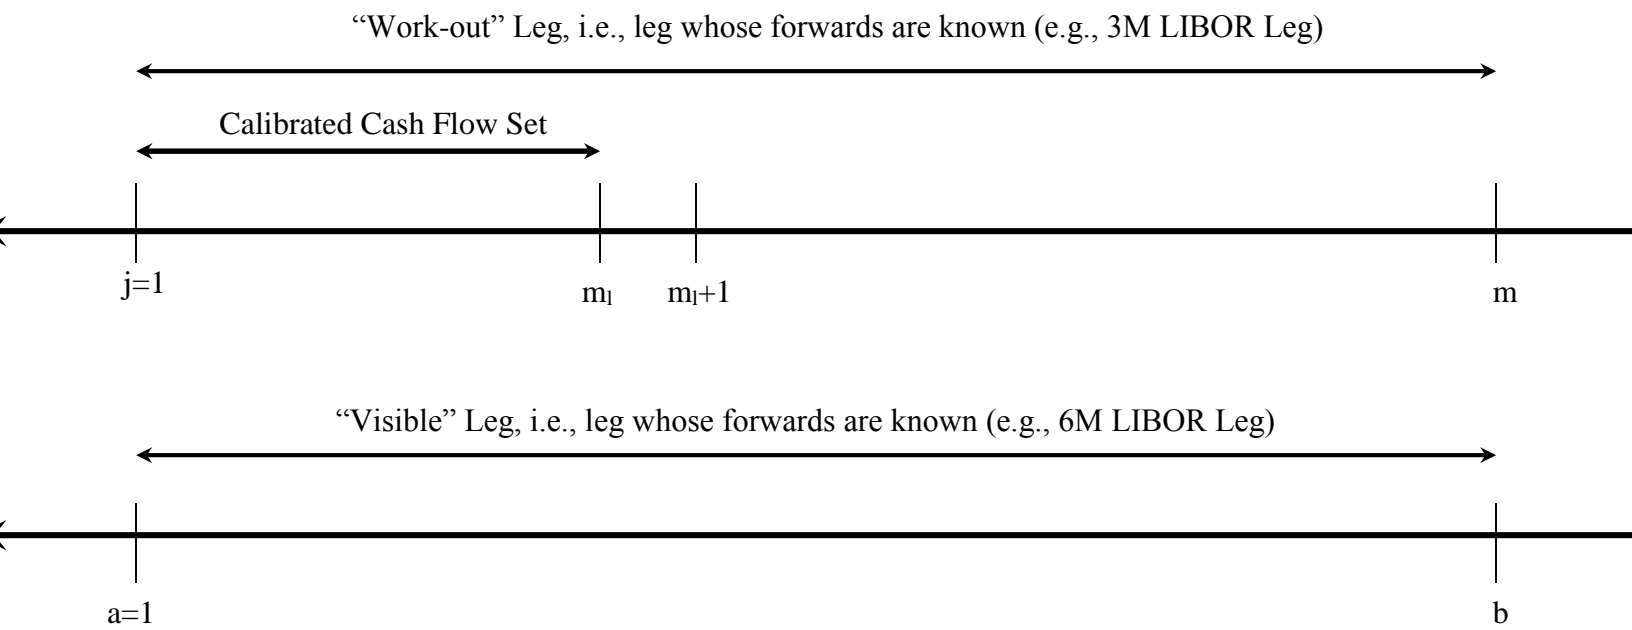 “Work-out” Leg, i.e., leg whose forwards are known (e.g., 3M LIBOR Leg)
Calibrated Cash Flow Set
j=1
mₗ
mₗ+1
m
“Visible” Leg, i.e., leg whose forwards are known (e.g., 6M LIBOR Leg)
a=1
b